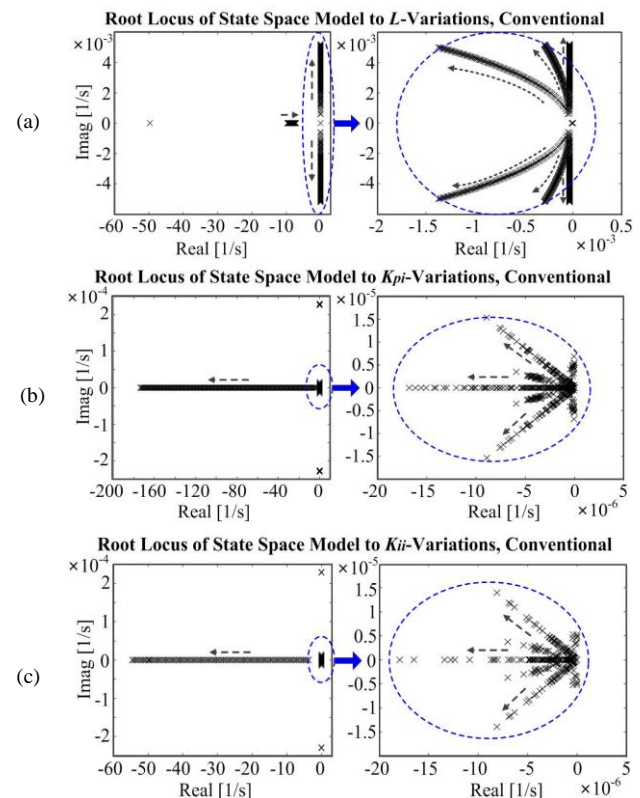 Root Locus of State Space Model to L-Variations, Conventional
(a)
×10⁻³
4
2
0
-2
-4
Imag [1/s]
-60 -50 -40 -30 -20 -10 0
Real [1/s]
×10⁻³
4
2
0
-2
-4
-2 -1.5 -1 -0.5 0
Real [1/s]
×10⁻³
Root Locus of State Space Model to Kpi-Variations, Conventional
(b)
×10⁻⁴
2
1
0
-1
-2
Imag [1/s]
-200 -160 -120 -80 -40 0
Real [1/s]
×10⁻⁵
1.5
1
0.5
0
-0.5
-1
-1.5
-20 -15 -10 -5 0
Real [1/s]
×10⁻⁶
Root Locus of State Space Model to Kii-Variations, Conventional
(c)
×10⁻⁴
2
1
0
-1
-2
Imag [1/s]
-60 -50 -40 -30 -20 -10 0
Real [1/s]
×10⁻⁵
1.5
1
0.5
0
-0.5
-1
-1.5
-20 -15 -10 -5 0
Real [1/s]
×10⁻⁶